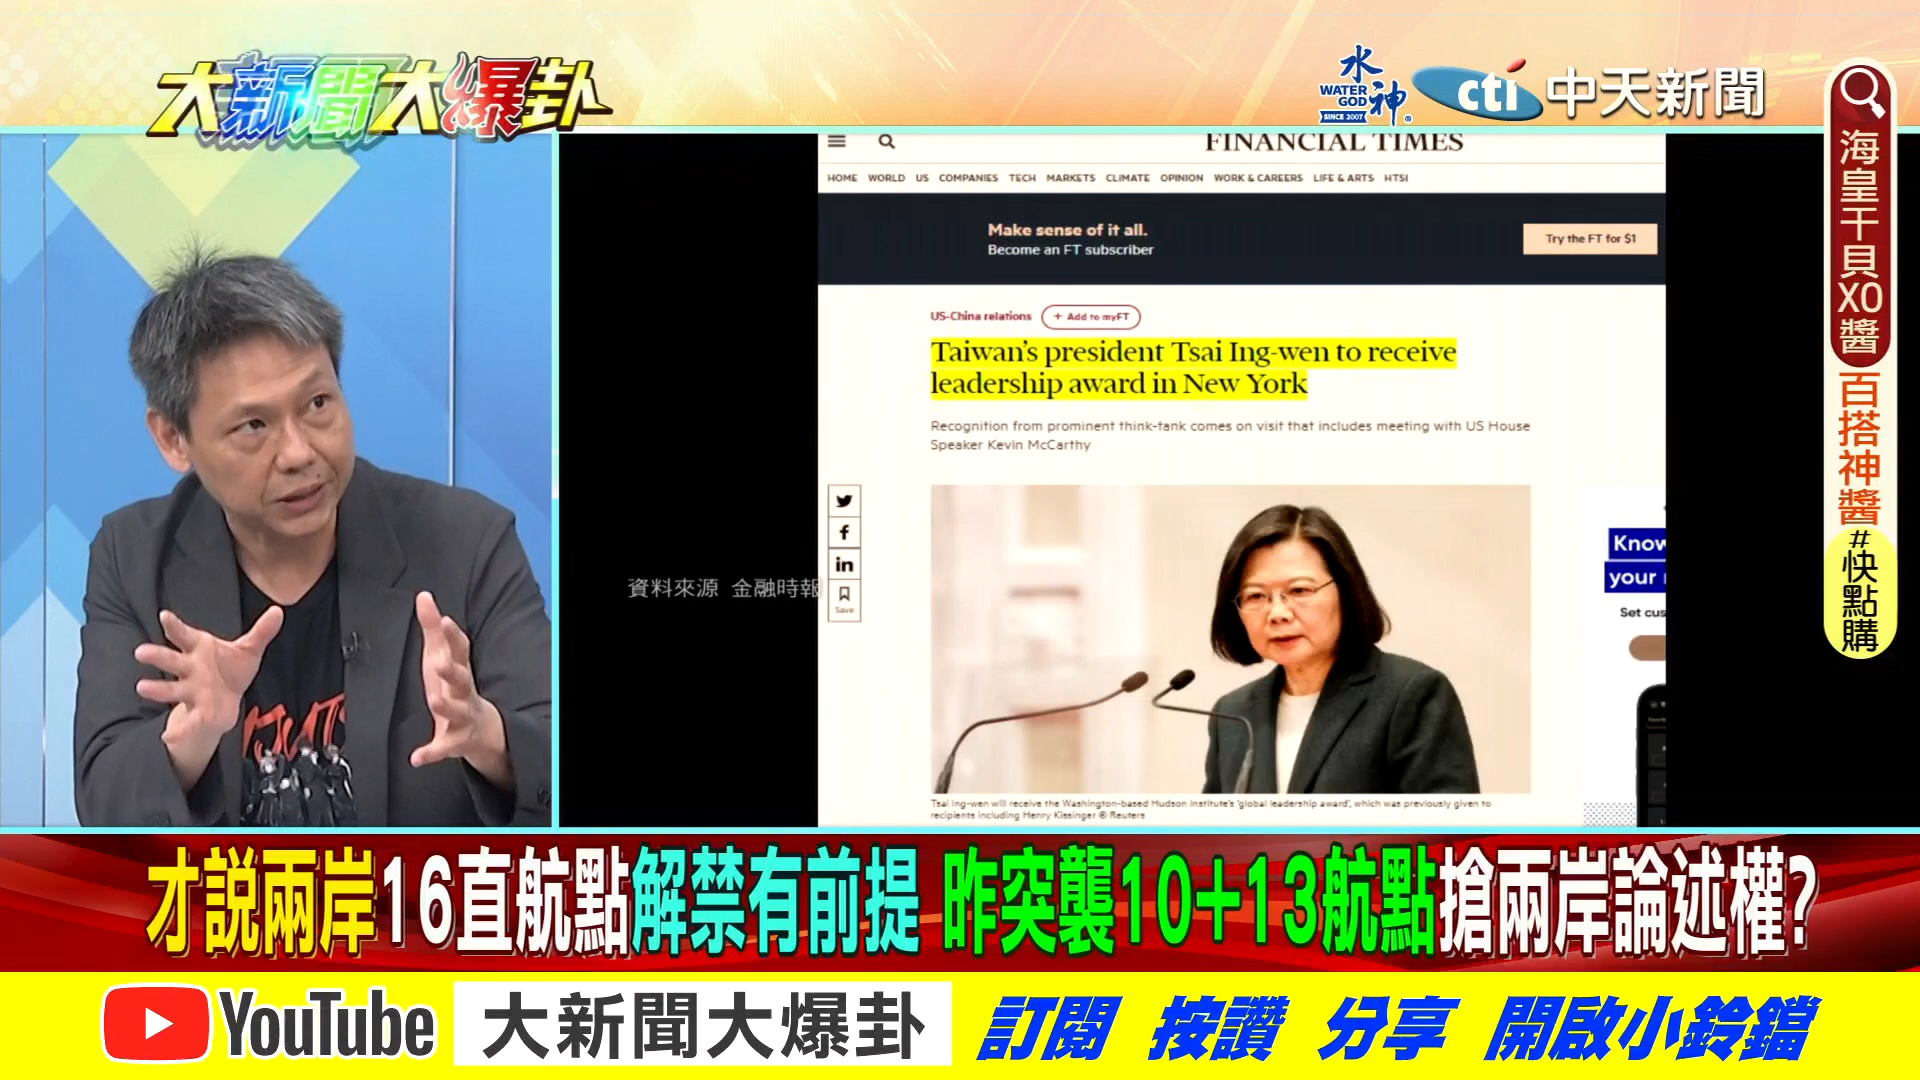 大新聞大爆卦
水神
WATER GOD
SINCE 2007
cti 中天新聞
海皇干貝XO醬
百搭神醬
#快點購
FINANCIAL TIMES
HOME WORLD US COMPANIES TECH MARKETS CLIMATE OPINION WORK & CAREERS LIFE & ARTS HTSI
Make sense of it all.
Become an FT subscriber
Try the FT for $1
US-China relations
+ Add to myFT
Taiwan's president Tsai Ing-wen to receive
leadership award in New York
Recognition from prominent think-tank comes on visit that includes meeting with US House
Speaker Kevin McCarthy
Save
資料來源 金融時報
Know
your
Set cus
Tsai Ing-wen will receive the Washington-based Hudson Institute's 'global leadership award', which was previously given to
recipients including Henry Kissinger © Reuters
才説兩岸16直航點解禁有前提 昨突襲10+13航點搶兩岸論述權?
YouTube 大新聞大爆卦 訂閱 按讚 分享 開啟小鈴鐺